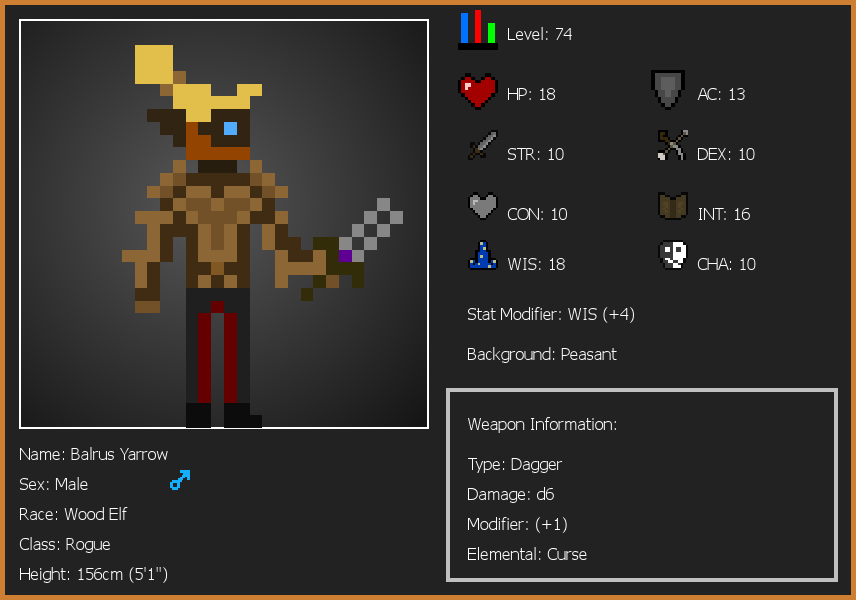 Level: 74
HP: 18
AC: 13
STR: 10
DEX: 10
CON: 10
INT: 16
WIS: 18
CHA: 10
Stat Modifier: WIS (+4)
Background: Peasant
Weapon Information:
Type: Dagger
Damage: d6
Modifier: (+1)
Elemental: Curse
Name: Balrus Yarrow
Sex: Male
Race: Wood Elf
Class: Rogue
Height: 156cm (5'1")